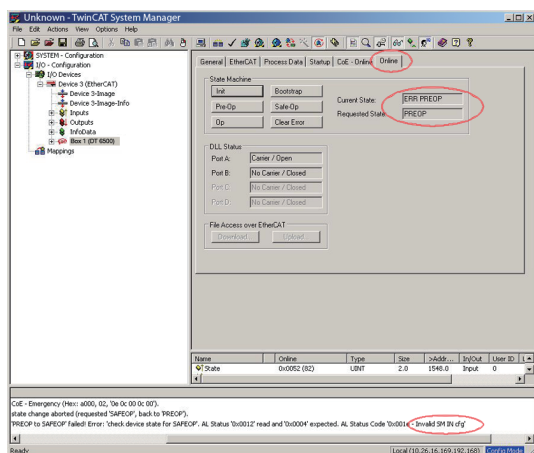 Unknown - TwinCAT System Manager
File Edit Actions View Options Help
SYSTEM - Configuration
I/O - Configuration
I/O Devices
Device 3 (EtherCAT)
Device 3-Image
Device 3-Image-Info
Inputs
Outputs
InfoData
Box 1 (DT 6500)
Mappings
General EtherCAT Process Data Startup CoE - Online Online
State Machine
Init Bootstrap
Pre-Op Safe-Op
Op Clear Error
Current State: ERR PREOP
Requested State: PREOP
DLL Status
Port A: Carrier / Open
Port B: No Carrier / Closed
Port C: No Carrier / Closed
Port D: No Carrier / Closed
File Access over EtherCAT
Download Upload
Name Online Type Size >Addr... In/Out User ID
State 0x0052 (82) UINT 2.0 1548.0 Input 0
CoE - Emergency (Hex: a000, 02, '0e 0c 00 0c 00').
state change aborted (requested 'SAFEOP', back to 'PREOP').
'PREOP to SAFEOP' failed! Error: 'check device state for SAFEOP'. AL Status '0x0012' read and '0x0004' expected. AL Status Code '0x001e - Invalid SM IN cfg'
Ready Local (10.26.16.169.192.168) Config Mode